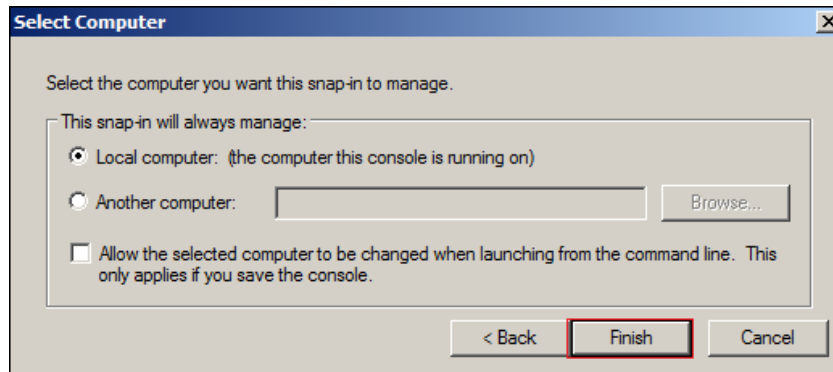 Select Computer
Select the computer you want this snap-in to manage.
This snap-in will always manage:
Local computer: (the computer this console is running on)
Another computer:
Browse...
Allow the selected computer to be changed when launching from the command line. This
only applies if you save the console.
< Back
Finish
Cancel